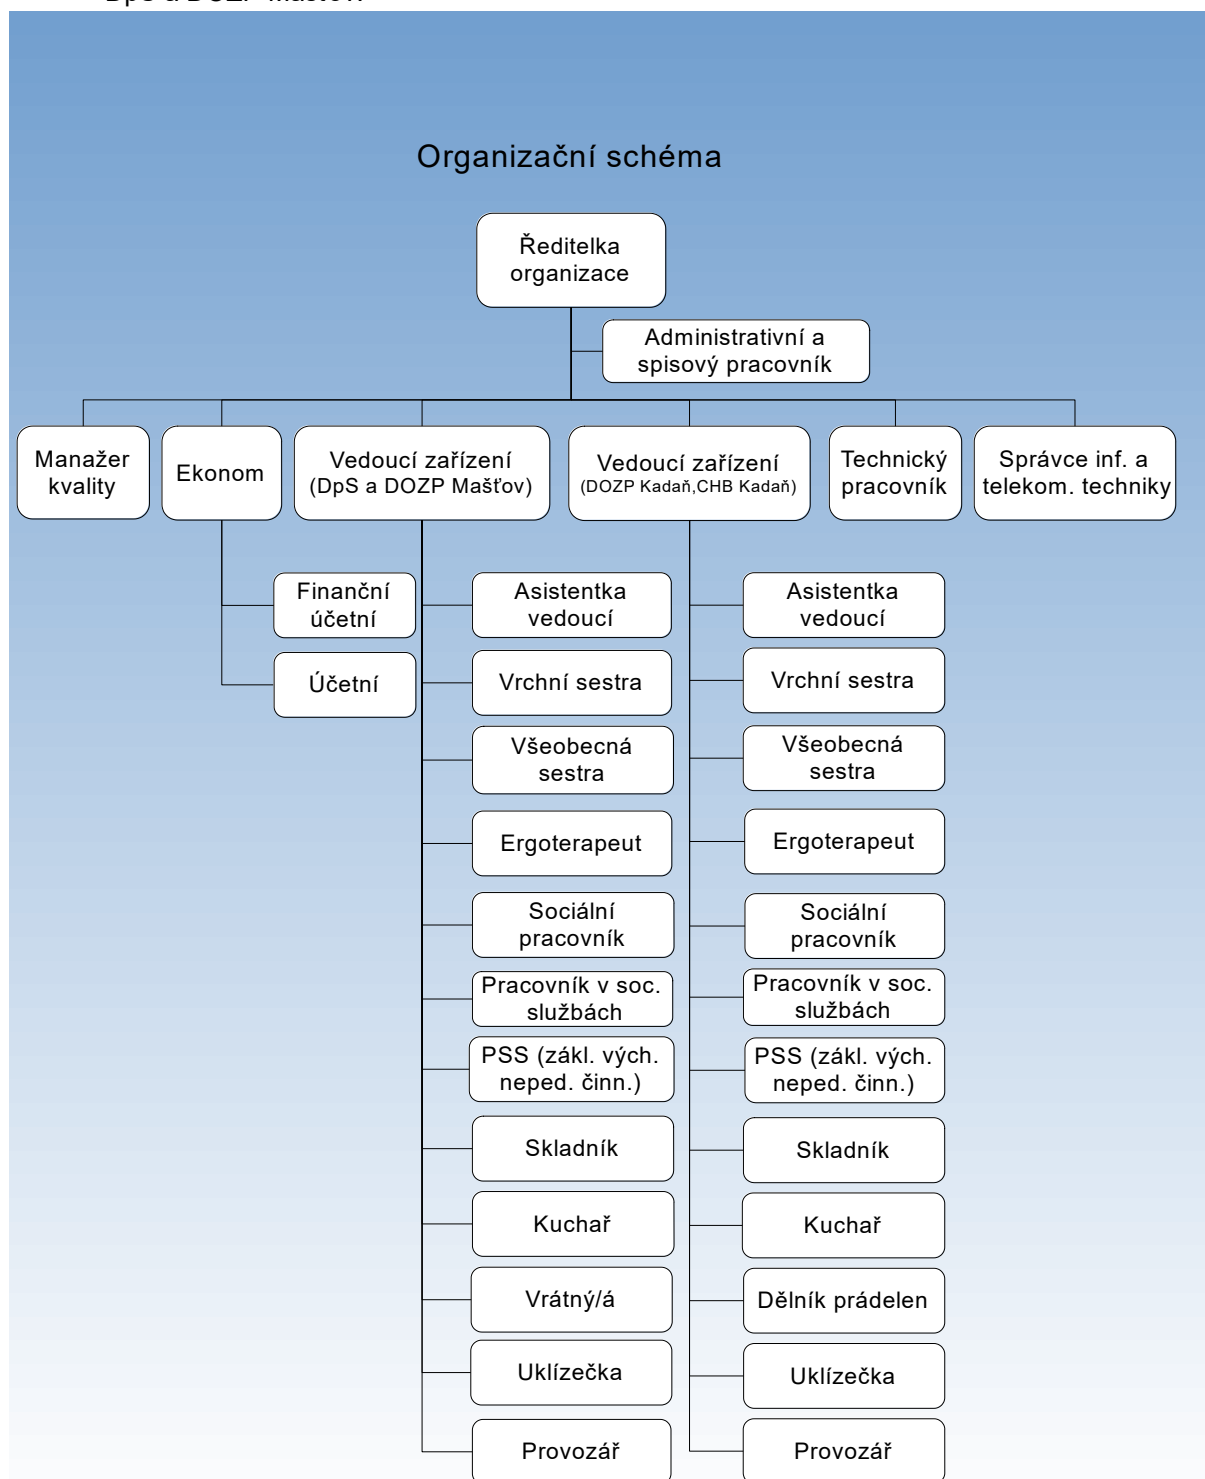 Organizační schéma
Ředitelka
organizace
Administrativní a
spisový pracovník
Manažer
kvality
Ekonom
Vedoucí zařízení
(DpS a DOZP Mašťov)
Vedoucí zařízení
(DOZP Kadaň,CHB Kadaň)
Technický
pracovník
Správce inf. a
telekom. techniky
Finanční
účetní
Účetní
Asistentka
vedoucí
Vrchní sestra
Všeobecná
sestra
Ergoterapeut
Sociální
pracovník
Pracovník v soc.
službách
PSS (zákl. vých.
neped. činn.)
Skladník
Kuchař
Vrátný/á
Uklízečka
Provozář
Asistentka
vedoucí
Vrchní sestra
Všeobecná
sestra
Ergoterapeut
Sociální
pracovník
Pracovník v soc.
službách
PSS (zákl. vých.
neped. činn.)
Skladník
Kuchař
Dělník prádelen
Uklízečka
Provozář